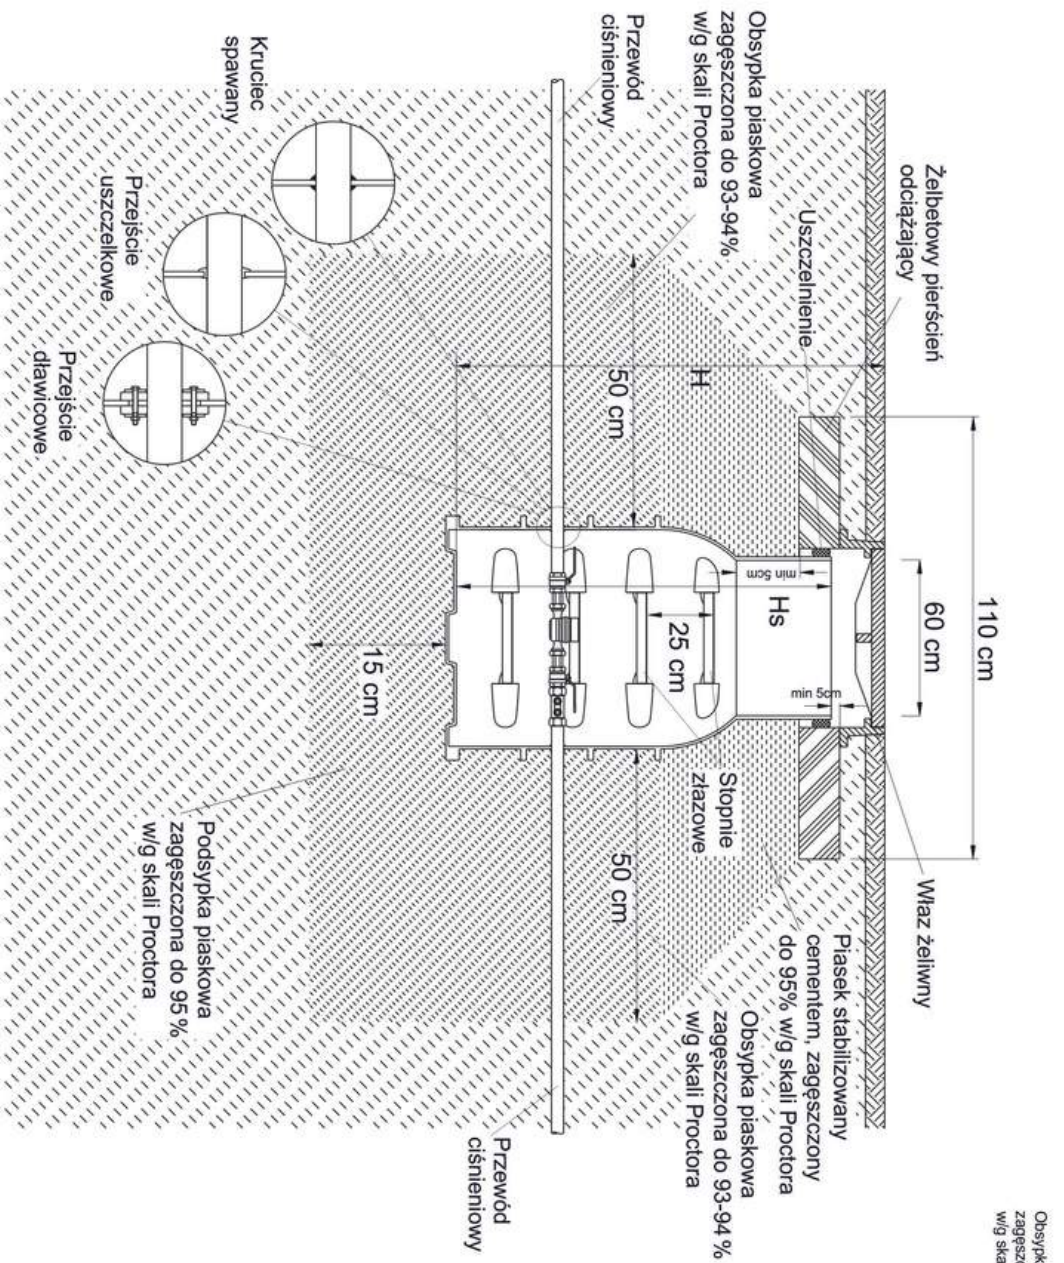 110 cm
60 cm
Żelbetowy pierścień
odciążający
Właz żeliwny
Uszczelnienie
Piasek stabilizowany
cementem, zagęszczony
do 95% w/g skali Proctora
Obsypka piaskowa
zagęszczona do 93-94%
w/g skali Proctora
Obsypka piaskowa
zagęszczona do 93-94 %
w/g skali Proctora
min 5cm
min 5cm
H
Hs
25 cm
50 cm
50 cm
Stopnie
złazowe
Przewód
ciśnieniowy
Przewód
ciśnieniowy
15 cm
Kruciec
spawany
Przejście
uszczelkowe
Przejście
dławicowe
Podsypka piaskowa
zagęszczona do 95 %
w/g skali Proctora